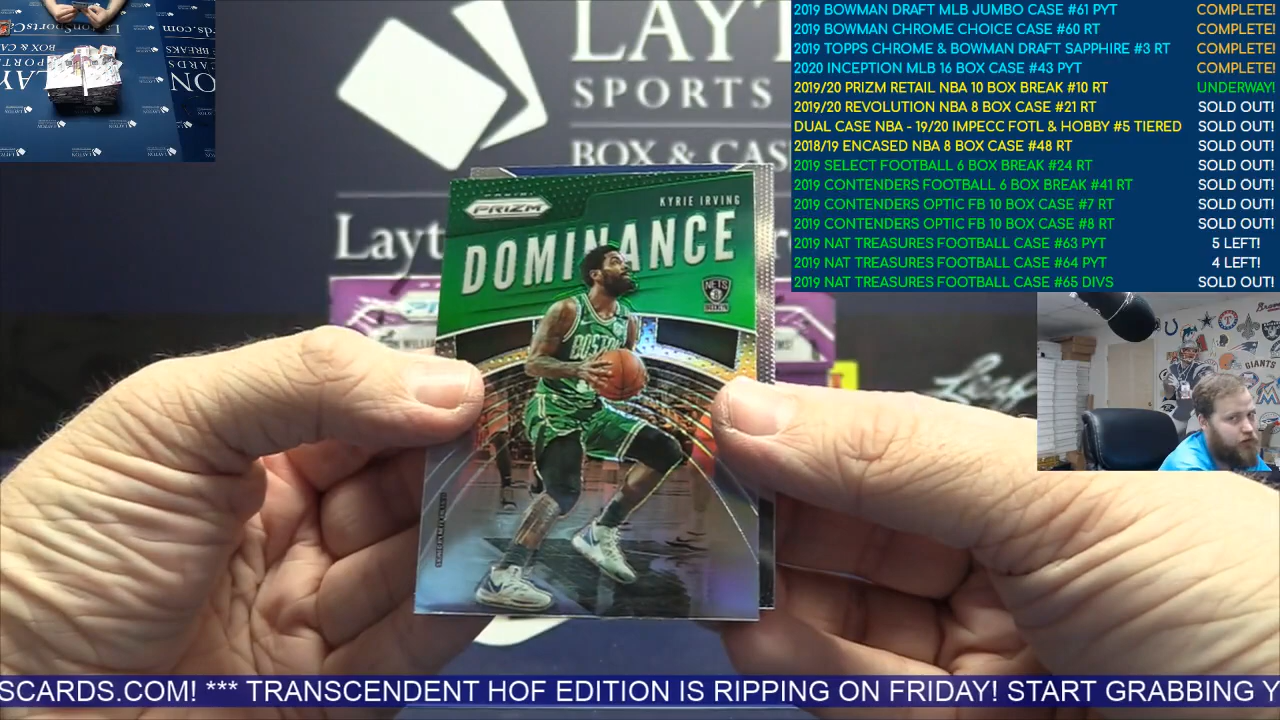 2019 BOWMAN DRAFT MLB JUMBO CASE #61 PYT COMPLETE!
2019 BOWMAN CHROME CHOICE CASE #60 RT COMPLETE!
2019 TOPPS CHROME & BOWMAN DRAFT SAPPHIRE #3 RT COMPLETE!
2020 INCEPTION MLB 16 BOX CASE #43 PYT COMPLETE!
2019/20 PRIZM RETAIL NBA 10 BOX BREAK #10 RT UNDERWAY!
2019/20 REVOLUTION NBA 8 BOX CASE #21 RT SOLD OUT!
DUAL CASE NBA - 19/20 IMPECC FOTL & HOBBY #5 TIERED SOLD OUT!
2018/19 ENCASED NBA 8 BOX CASE #48 RT SOLD OUT!
2019 SELECT FOOTBALL 6 BOX BREAK #24 RT SOLD OUT!
2019 CONTENDERS FOOTBALL 6 BOX BREAK #41 RT SOLD OUT!
2019 CONTENDERS OPTIC FB 10 BOX CASE #7 RT SOLD OUT!
2019 CONTENDERS OPTIC FB 10 BOX CASE #8 RT SOLD OUT!
2019 NAT TREASURES FOOTBALL CASE #63 PYT 5 LEFT!
2019 NAT TREASURES FOOTBALL CASE #64 PYT 4 LEFT!
2019 NAT TREASURES FOOTBALL CASE #65 DIVS SOLD OUT!
LAYT
SPORTS
BOX & CAS
Layt
PRIZM
KYRIE IRVING
DOMINANCE
NETS
BOSTON
Leaf
GIANTS
SCARDS.COM! *** TRANSCENDENT HOF EDITION IS RIPPING ON FRIDAY! START GRABBING Y